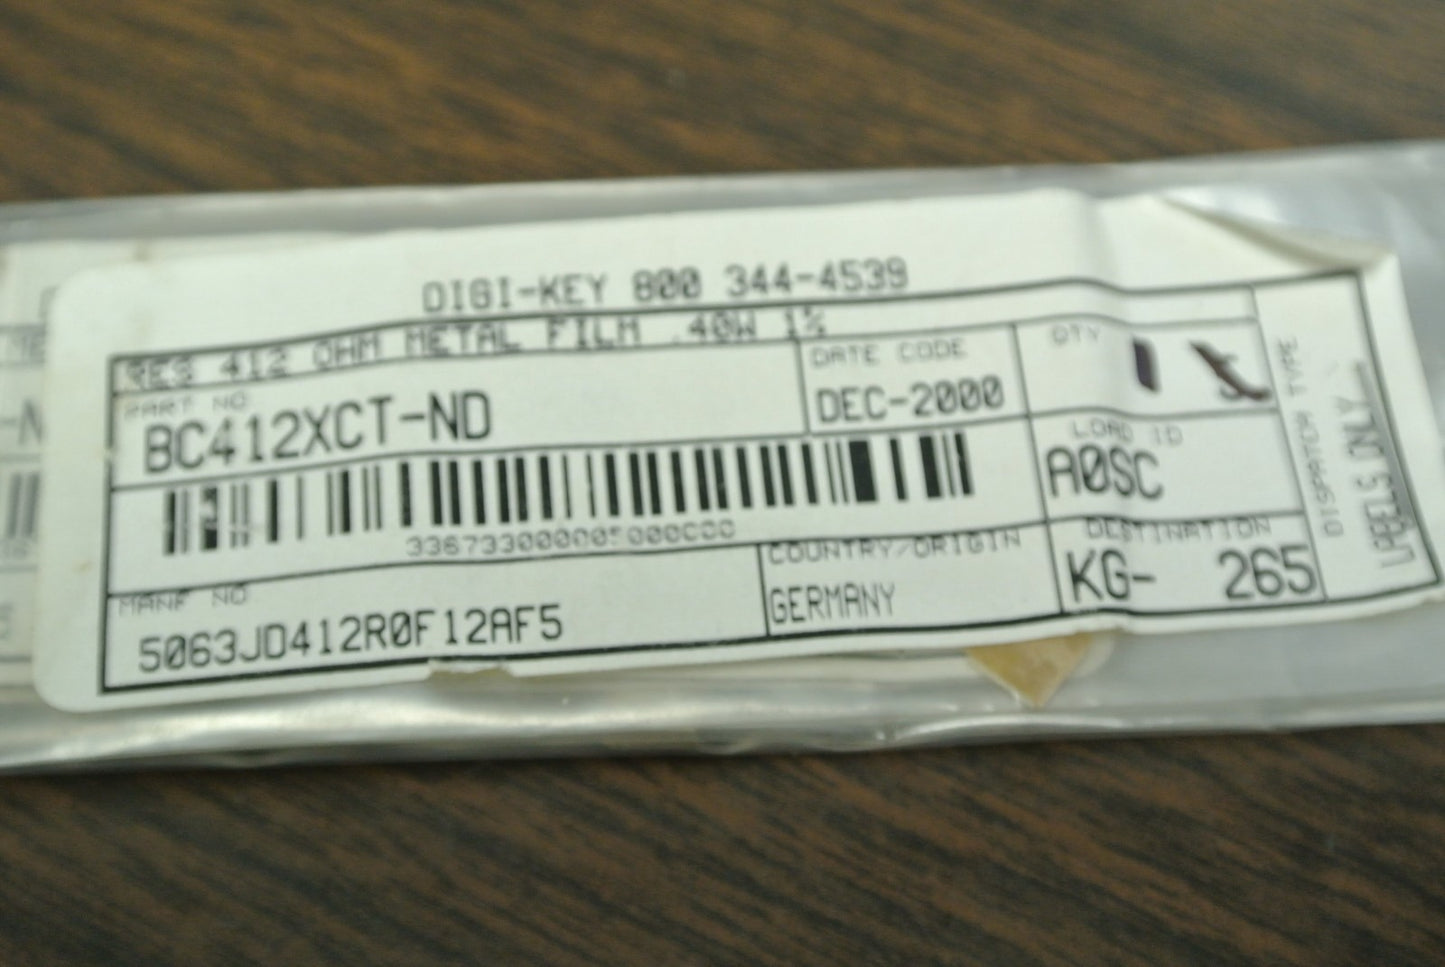 DIGI-KEY 800 344-4539
RES 412 OHM METAL FILM .40W 1%
PART NO
BC412XCT-ND
DATE CODE
DEC-2000
QTY
LOAD ID
A0SC
336733000005000000
MANF NO
5063JD412R0F12AF5
COUNTRY/ORIGIN
GERMANY
DESTINATION
KG- 265
DISPATCH TYPE
LABELS ONLY